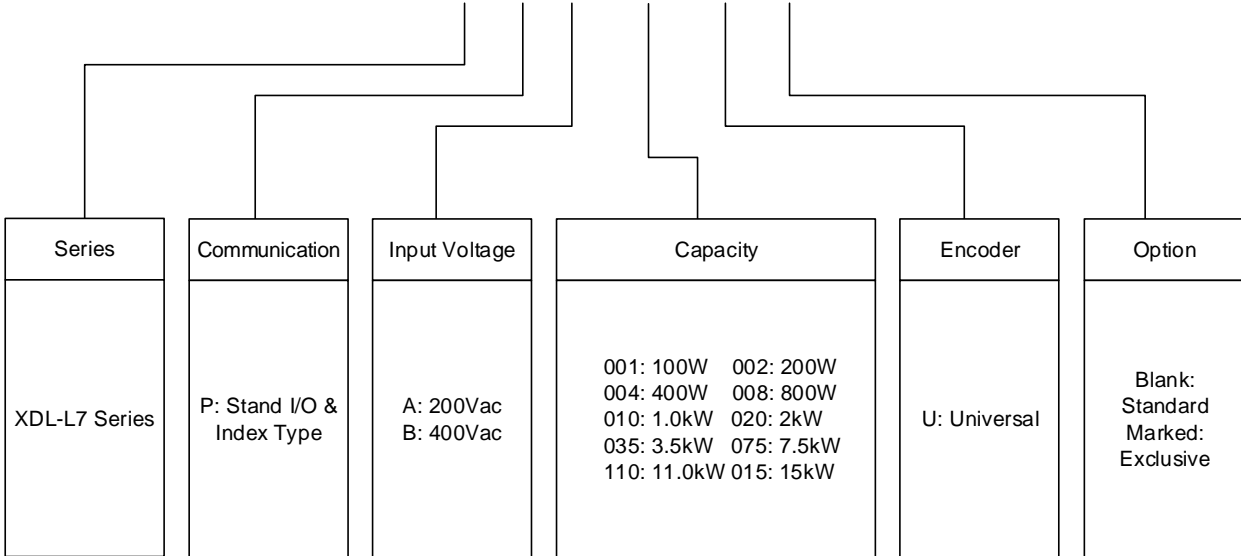 Series
XDL-L7 Series
Communication
P: Stand I/O &
Index Type
Input Voltage
A: 200Vac
B: 400Vac
Capacity
001: 100W 002: 200W
004: 400W 008: 800W
010: 1.0kW 020: 2kW
035: 3.5kW 075: 7.5kW
110: 11.0kW 015: 15kW
Encoder
U: Universal
Option
Blank:
Standard
Marked:
Exclusive